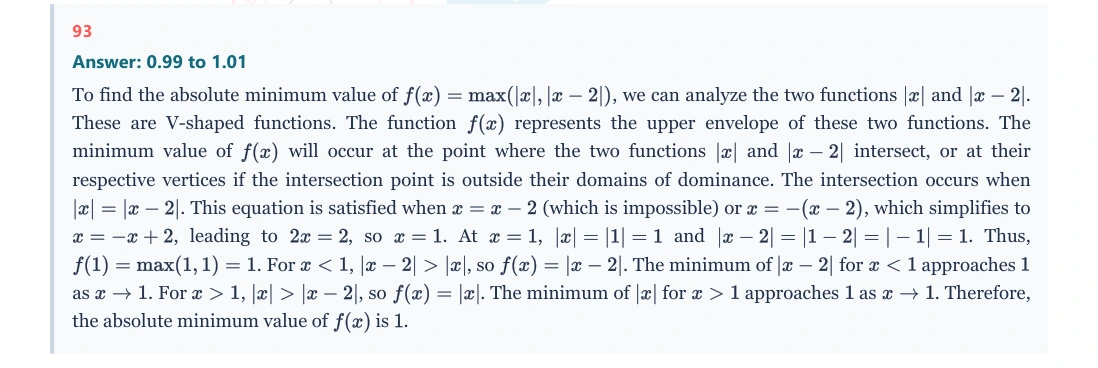 93
Answer: 0.99 to 1.01
To find the absolute minimum value of f(x) = max(|x|, |x − 2|), we can analyze the two functions |x| and |x − 2|.
These are V-shaped functions. The function f(x) represents the upper envelope of these two functions. The
minimum value of f(x) will occur at the point where the two functions |x| and |x − 2| intersect, or at their
respective vertices if the intersection point is outside their domains of dominance. The intersection occurs when
|x| = |x − 2|. This equation is satisfied when x = x − 2 (which is impossible) or x = −(x − 2), which simplifies to
x = −x + 2, leading to 2x = 2, so x = 1. At x = 1, |x| = |1| = 1 and |x − 2| = |1 − 2| = | − 1| = 1. Thus,
f(1) = max(1, 1) = 1. For x < 1, |x − 2| > |x|, so f(x) = |x − 2|. The minimum of |x − 2| for x < 1 approaches 1
as x → 1. For x > 1, |x| > |x − 2|, so f(x) = |x|. The minimum of |x| for x > 1 approaches 1 as x → 1. Therefore,
the absolute minimum value of f(x) is 1.